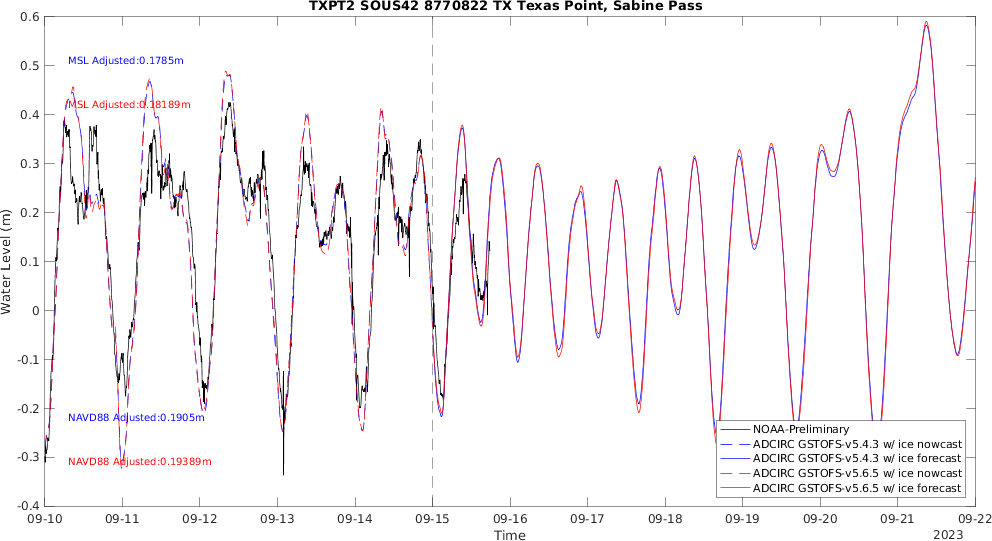 TXPT2 SOUS42 8770822 TX Texas Point, Sabine Pass
Water Level (m)
0.6
0.5
0.4
0.3
0.2
0.1
0
-0.1
-0.2
-0.3
-0.4
MSL Adjusted:0.1785m
MSL Adjusted:0.18189m
NAVD88 Adjusted:0.1905m
NAVD88 Adjusted:0.19389m
NOAA-Preliminary
ADCIRC GSTOFS-v5.4.3 w/ ice nowcast
ADCIRC GSTOFS-v5.4.3 w/ ice forecast
ADCIRC GSTOFS-v5.6.5 w/ ice nowcast
ADCIRC GSTOFS-v5.6.5 w/ ice forecast
09-10 09-11 09-12 09-13 09-14 09-15 09-16 09-17 09-18 09-19 09-20 09-21 09-22
Time
2023